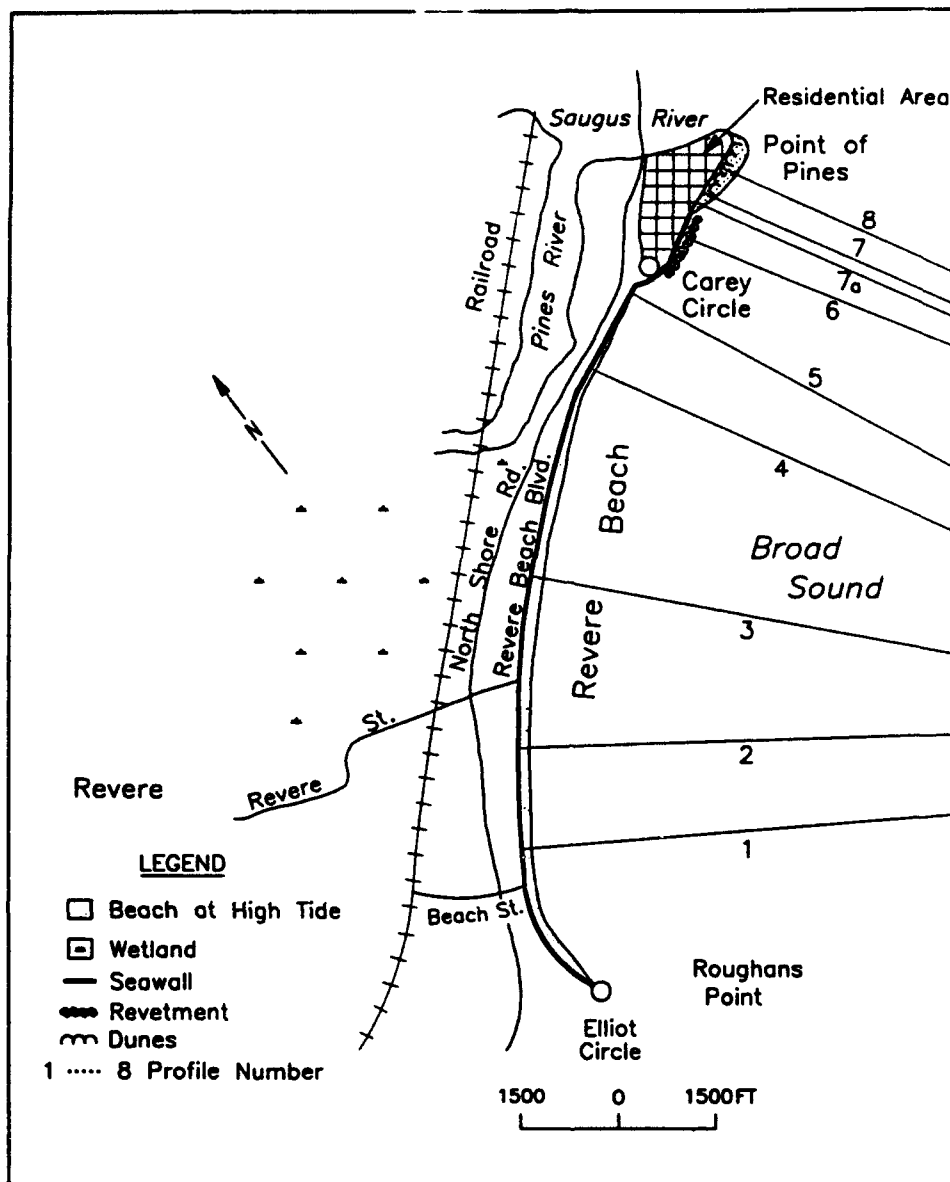 Saugus River
Residential Area
Point of
Pines
8
7
7a
6
5
4
3
2
1
Carey
Circle
Railroad
Pines River
N
North Shore Rd.
Revere Beach Blvd.
Revere Beach
Broad
Sound
Revere St.
Revere
Beach St.
Roughans
Point
Elliot
Circle
LEGEND
Beach at High Tide
Wetland
Seawall
Revetment
Dunes
1 ..... 8 Profile Number
1500 0 1500 FT